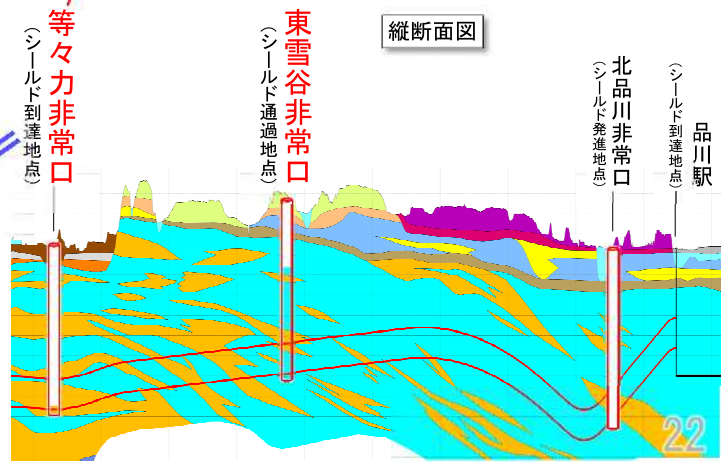 縦断面図
等々力非常口
（シールド到達地点）
東雪谷非常口
（シールド通過地点）
北品川非常口
（シールド発進地点）
品川駅
（シールド到達地点）
22